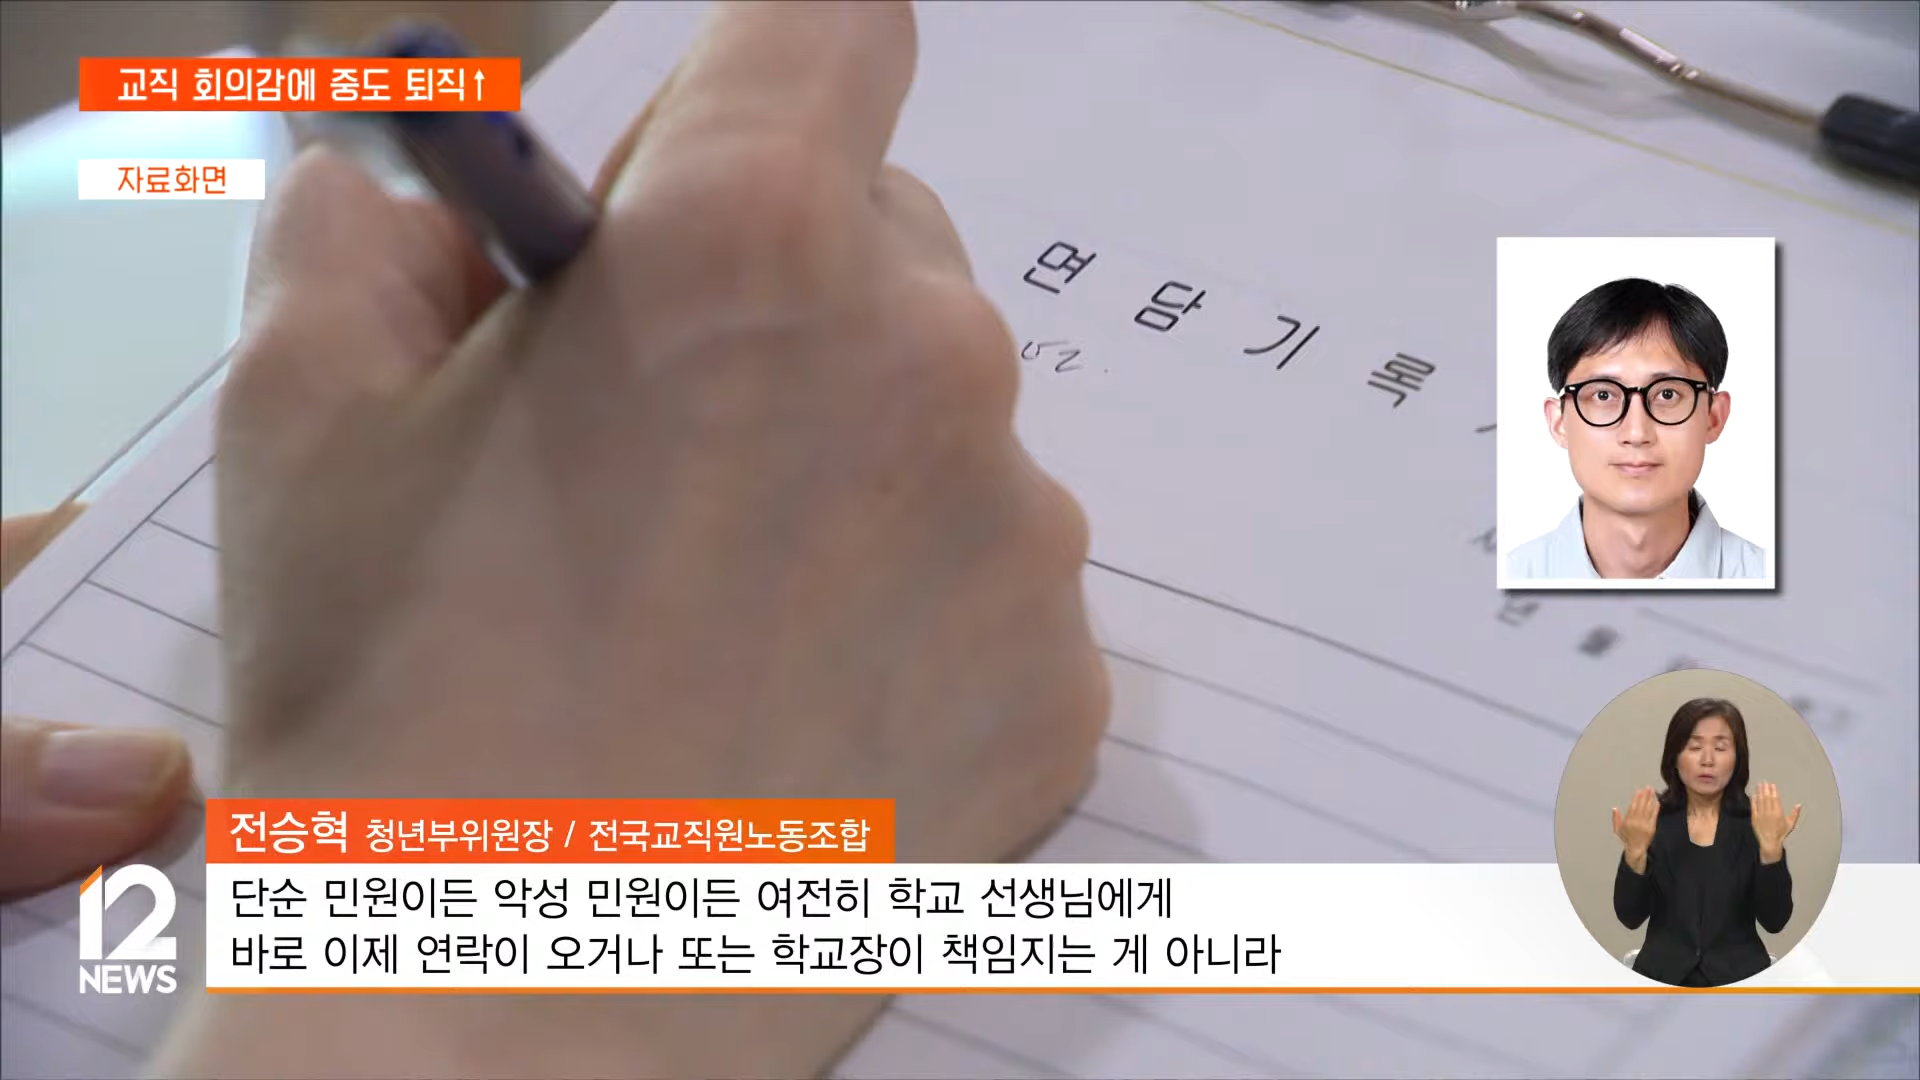 교직 회의감에 중도 퇴직↑
자료화면
면 담 기 록
전승혁 청년부위원장 / 전국교직원노동조합
단순 민원이든 악성 민원이든 여전히 학교 선생님에게
바로 이제 연락이 오거나 또는 학교장이 책임지는 게 아니라
12
NEWS